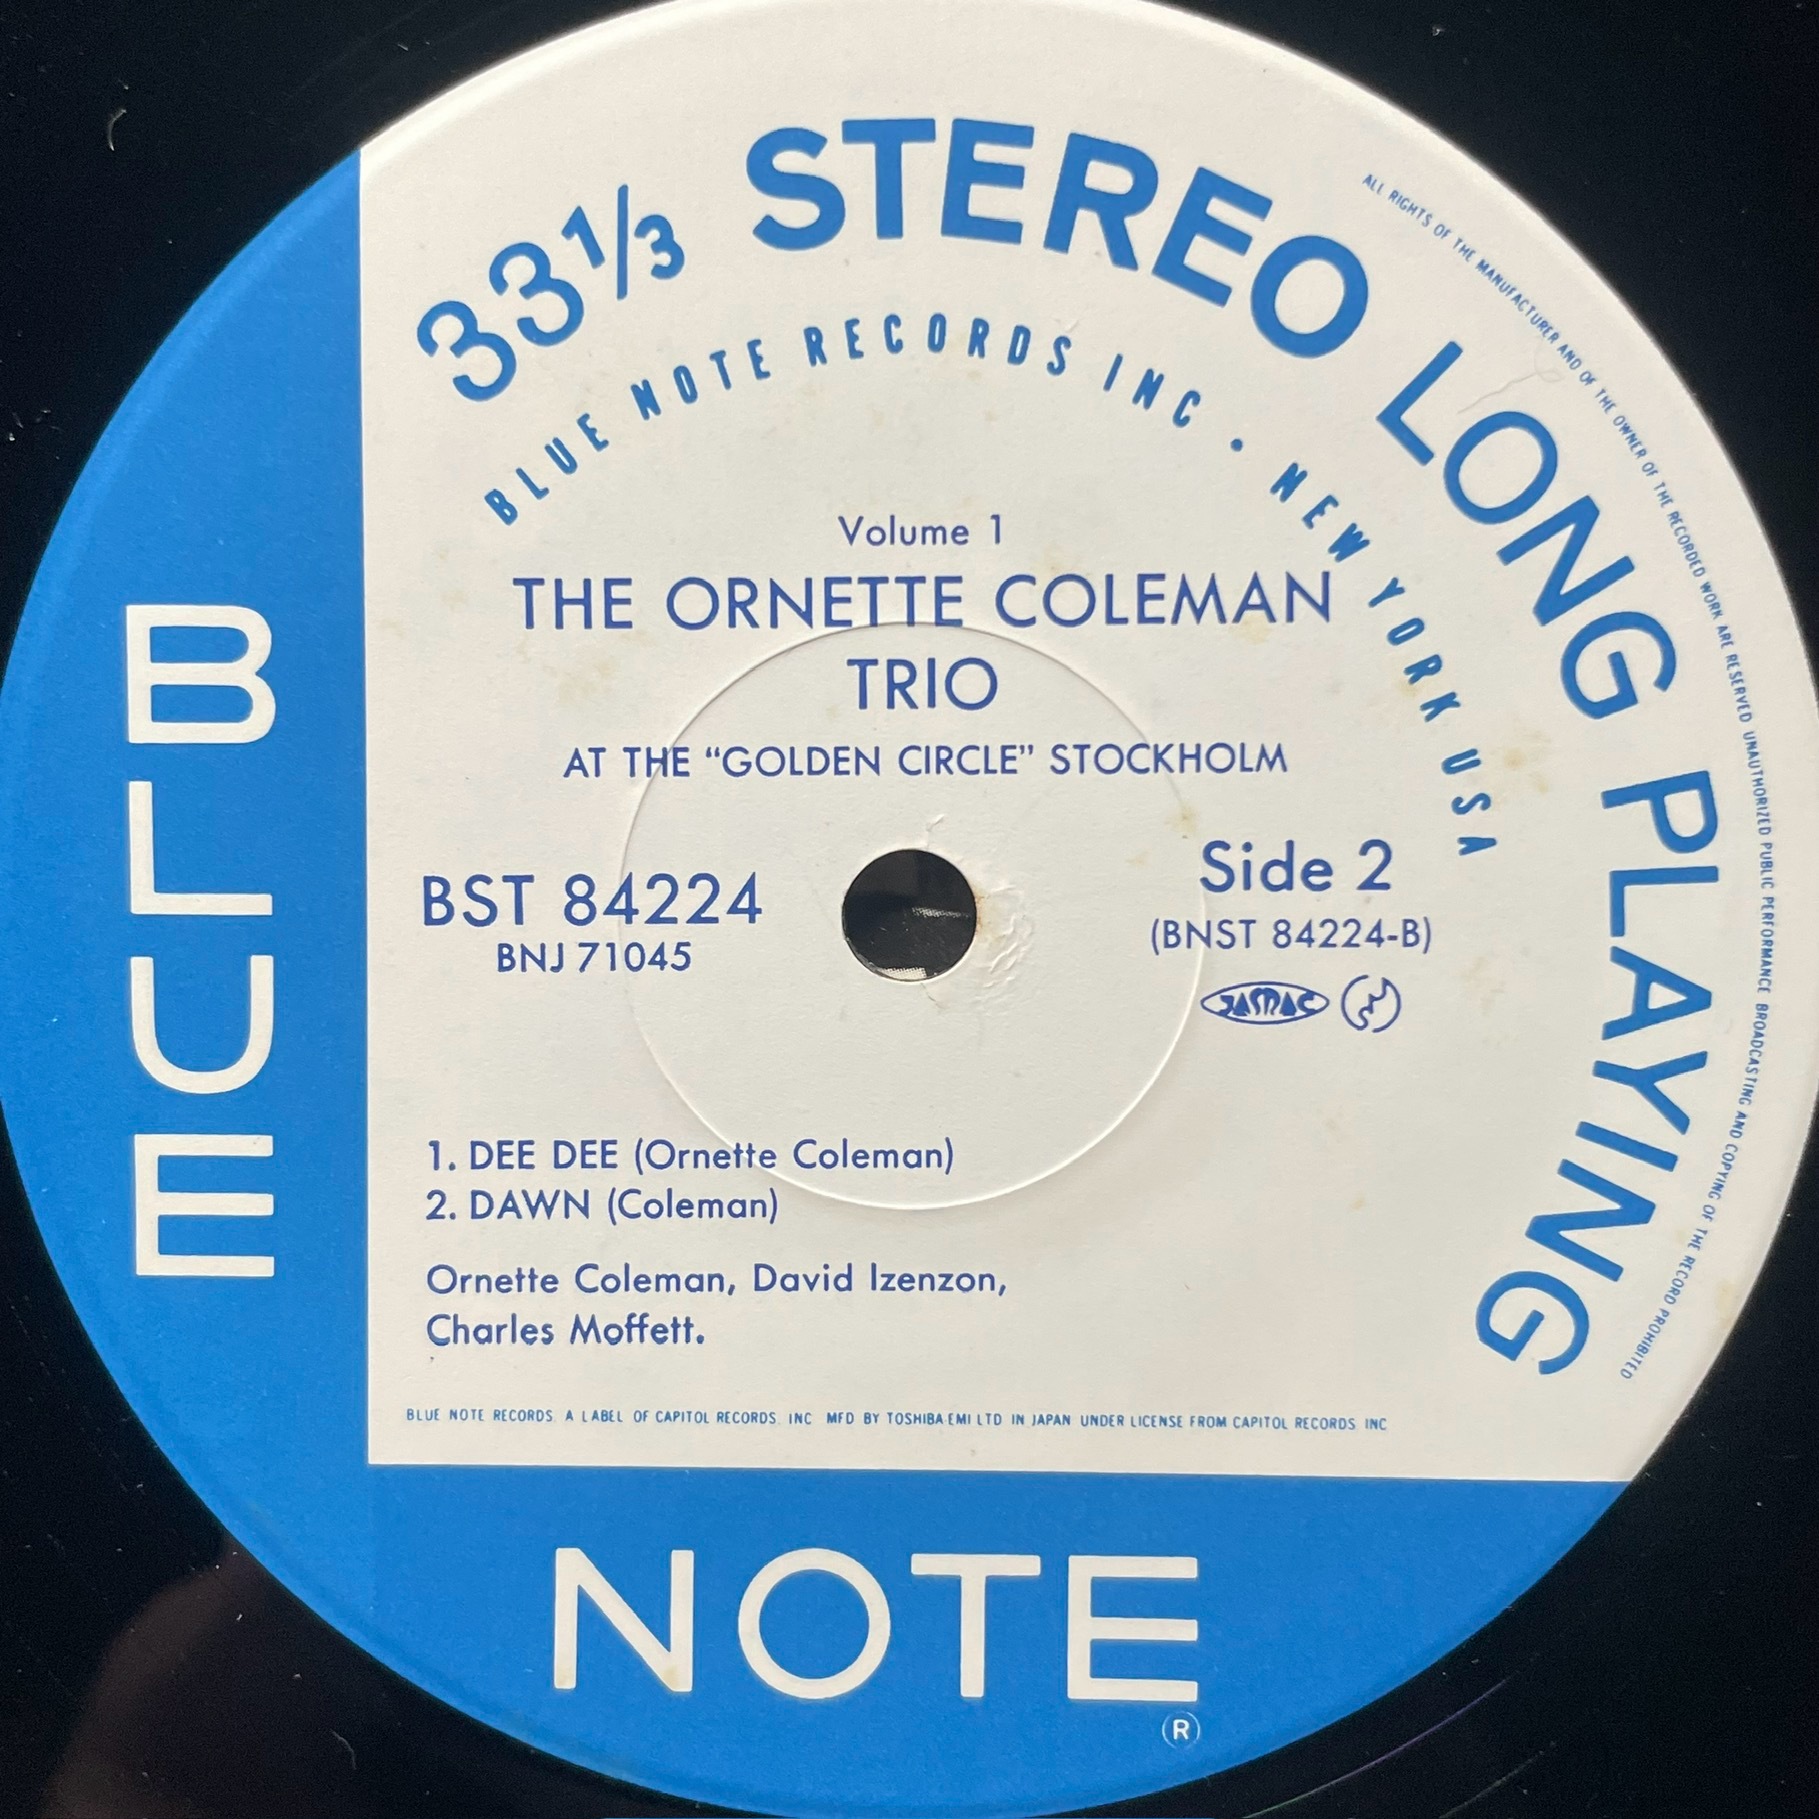 33 1/3 STEREO LONG PLAYING
BLUE NOTE RECORDS INC • NEW YORK USA
ALL RIGHTS OF THE MANUFACTURER AND OF THE OWNER OF THE RECORDED WORK ARE RESERVED UNAUTHORIZED PUBLIC PERFORMANCE BROADCASTING AND COPYING OF THE RECORD PROHIBITED
Volume 1
THE ORNETTE COLEMAN
TRIO
AT THE “GOLDEN CIRCLE” STOCKHOLM
BST 84224
BNJ 71045
Side 2
(BNST 84224-B)
JASRAC
1. DEE DEE (Ornette Coleman)
2. DAWN (Coleman)
Ornette Coleman, David Izenzon,
Charles Moffett.
BLUE NOTE RECORDS. A LABEL OF CAPITOL RECORDS. INC MFD BY TOSHIBA EMI LTD IN JAPAN UNDER LICENSE FROM CAPITOL RECORDS INC
BLUE
NOTE
®